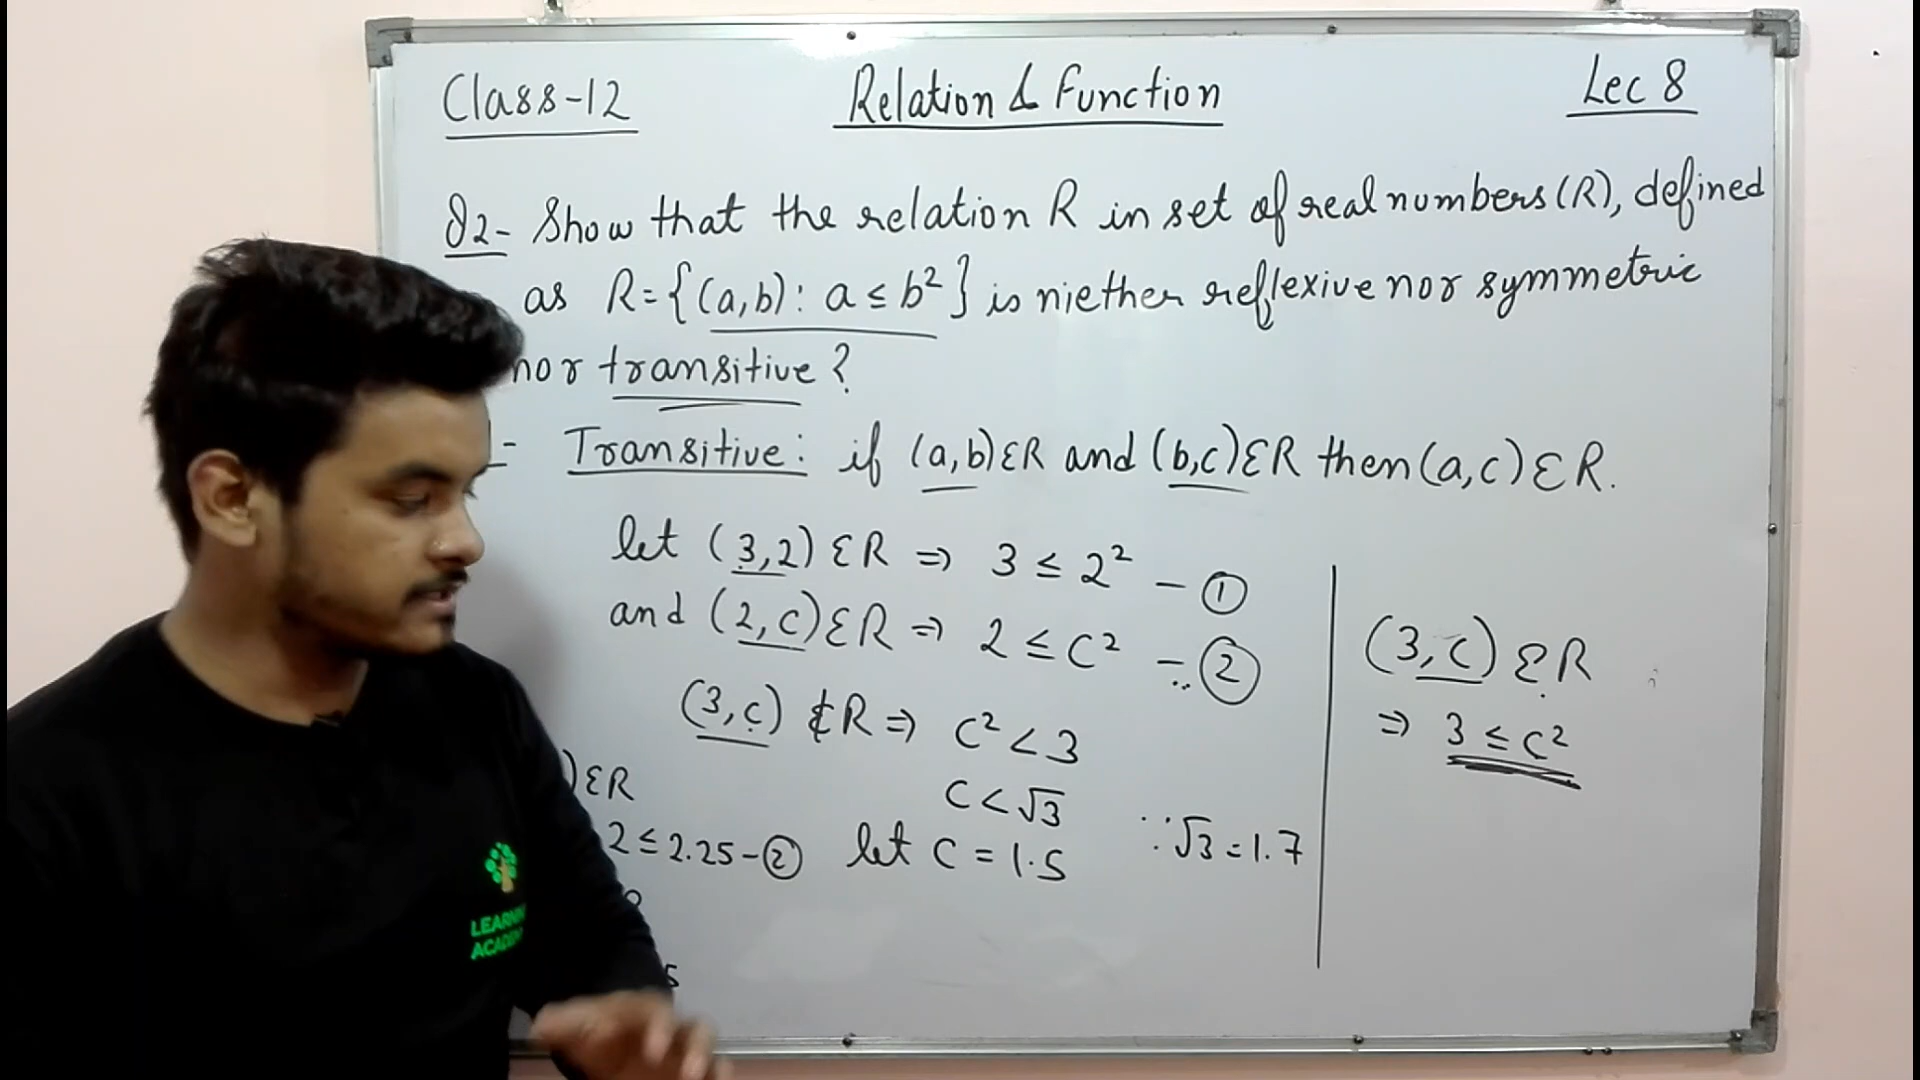 Class-12 Relation & Function Lec 8
Q2- Show that the relation R in set of real numbers (R), defined
as R = {(a,b): a ≤ b²} is niether reflexive nor symmetric
nor transitive?
Transitive: if (a,b) ∈ R and (b,c) ∈ R then (a,c) ∈ R.
let (3,2) ∈ R ⇒ 3 ≤ 2² - ①
and (2,c) ∈ R ⇒ 2 ≤ c² - ②
(3,c) ∉ R ⇒ c² < 3
c < √3
) ∈ R
2 ≤ 2.25 - ② let c = 1.5 ∵ √3 = 1.7
5
(3,c) ∈ R
⇒ 3 ≤ c²
LEARN
ACADE